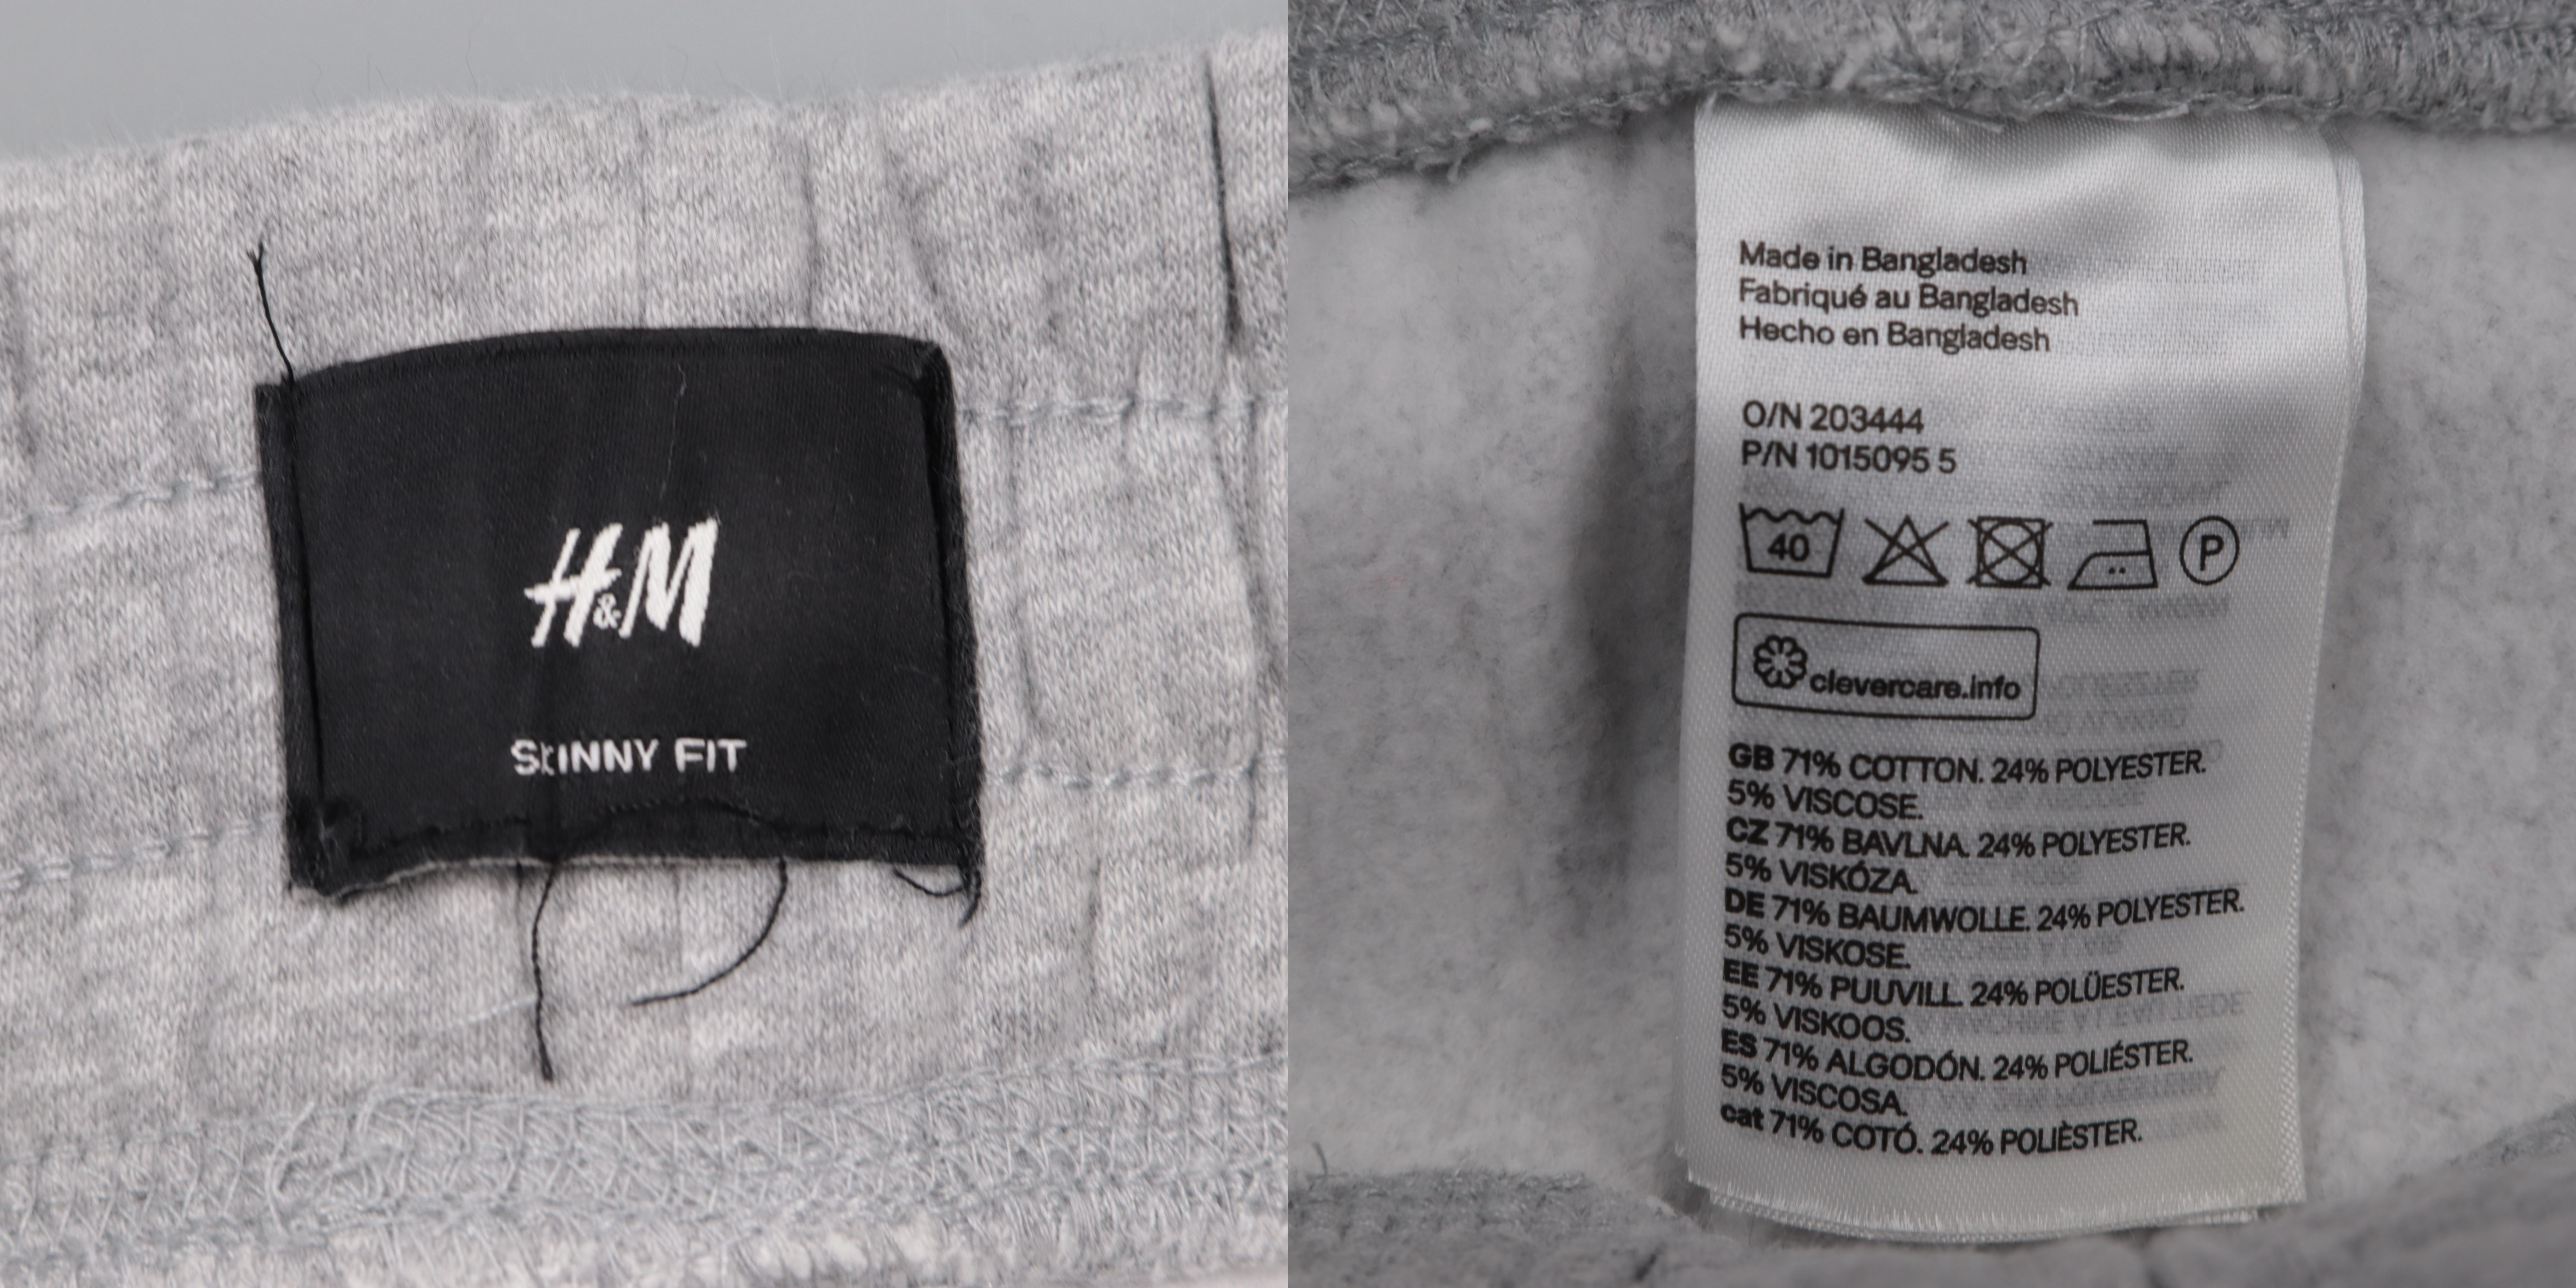 H&M
SKINNY FIT
Made in Bangladesh
Fabriqué au Bangladesh
Hecho en Bangladesh
O/N 203444
P/N 1015095 5
40
P
clevercare.info
GB 71% COTTON. 24% POLYESTER.
5% VISCOSE.
CZ 71% BAVLNA. 24% POLYESTER.
5% VISKÓZA.
DE 71% BAUMWOLLE. 24% POLYESTER.
5% VISKOSE.
EE 71% PUUVILL. 24% POLÜESTER.
5% VISKOOS.
ES 71% ALGODÓN. 24% POLIÉSTER.
5% VISCOSA.
cat 71% COTÓ. 24% POLIÈSTER.